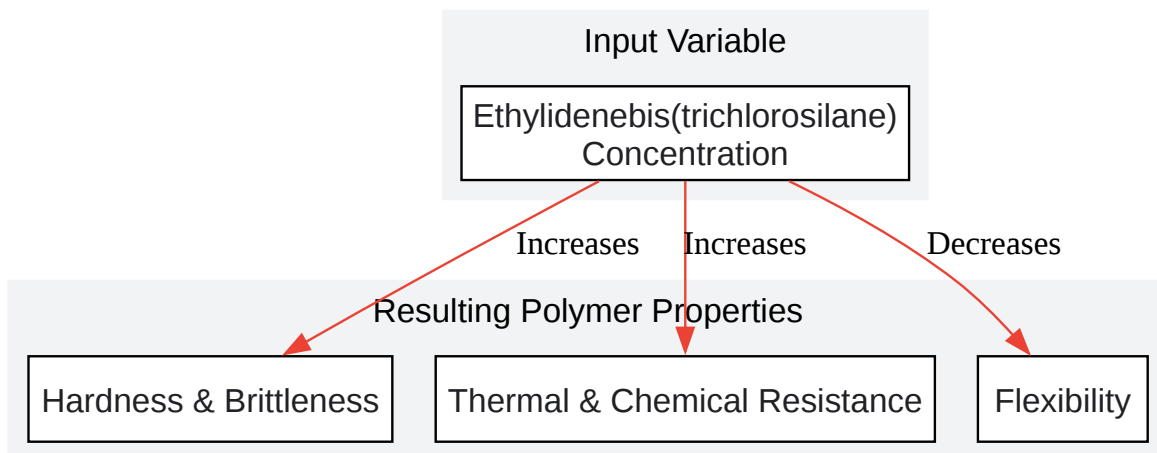 Input Variable
Ethylidenebis(trichlorosilane)
Concentration
Increases
Increases
Decreases
Resulting Polymer Properties
Hardness & Brittleness
Thermal & Chemical Resistance
Flexibility